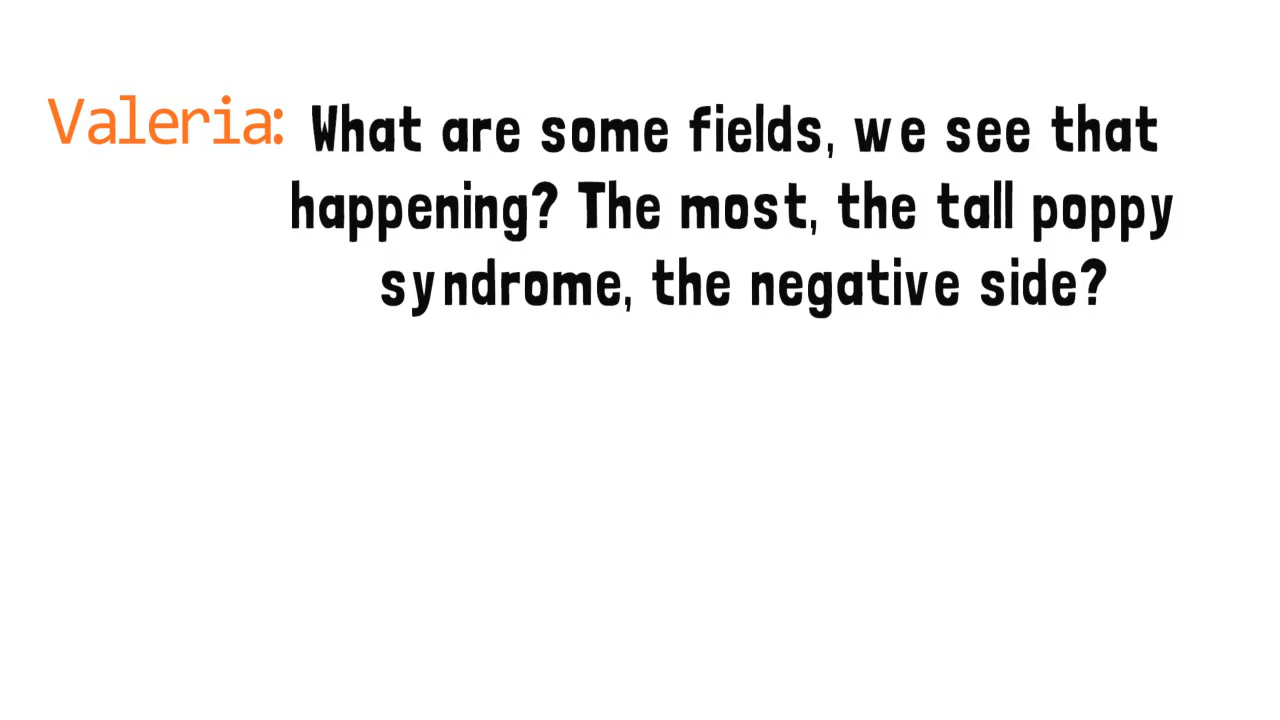 Valeria: What are some fields, we see that
happening? The most, the tall poppy
syndrome, the negative side?